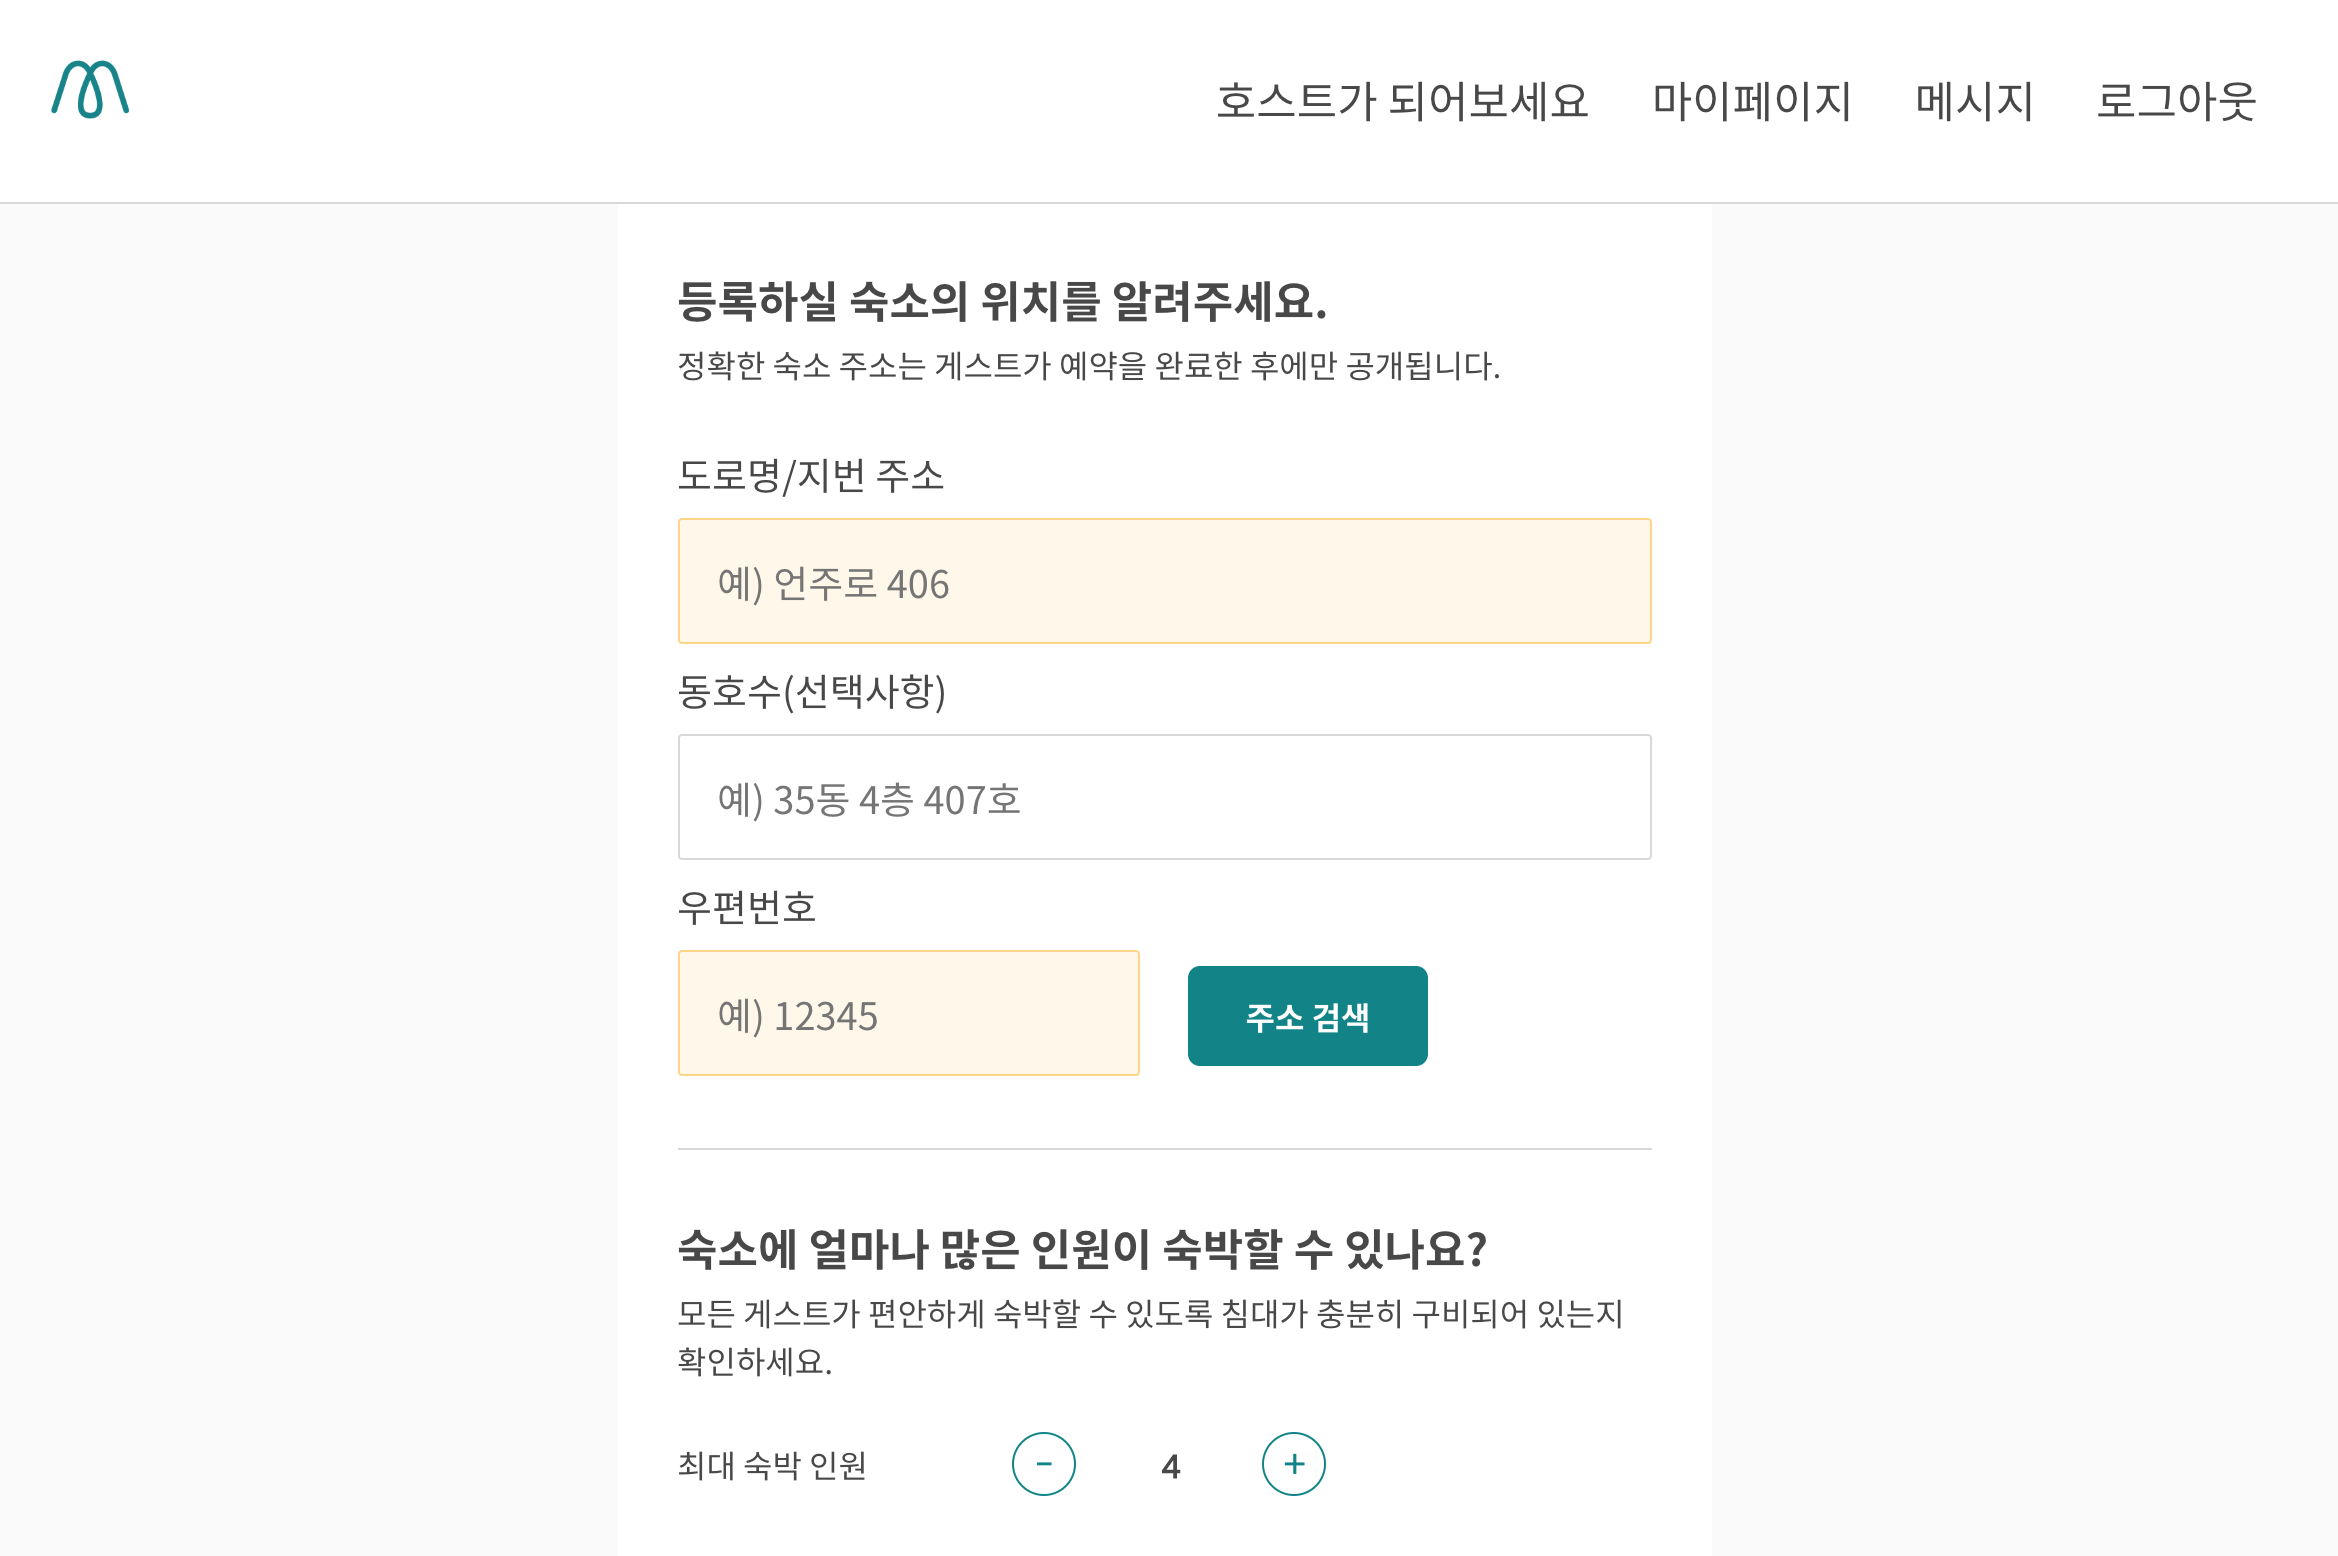 호스트가 되어보세요 마이페이지 메시지 로그아웃
등록하실 숙소의 위치를 알려주세요.
정확한 숙소 주소는 게스트가 예약을 완료한 후에만 공개됩니다.
도로명/지번 주소
예) 언주로 406
동호수(선택사항)
예) 35동 4층 407호
우편번호
예) 12345 주소 검색
숙소에 얼마나 많은 인원이 숙박할 수 있나요?
모든 게스트가 편안하게 숙박할 수 있도록 침대가 충분히 구비되어 있는지
확인하세요.
최대 숙박 인원 - 4 +